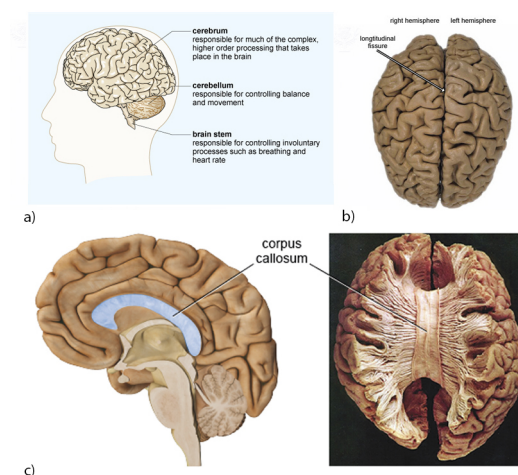 cerebrum
responsible for much of the complex,
higher order processing that takes
place in the brain
cerebellum
responsible for controlling balance
and movement
brain stem
responsible for controlling involuntary
processes such as breathing and
heart rate
a)
right hemisphere left hemisphere
longitudinal
fissure
b)
corpus
callosum
c)